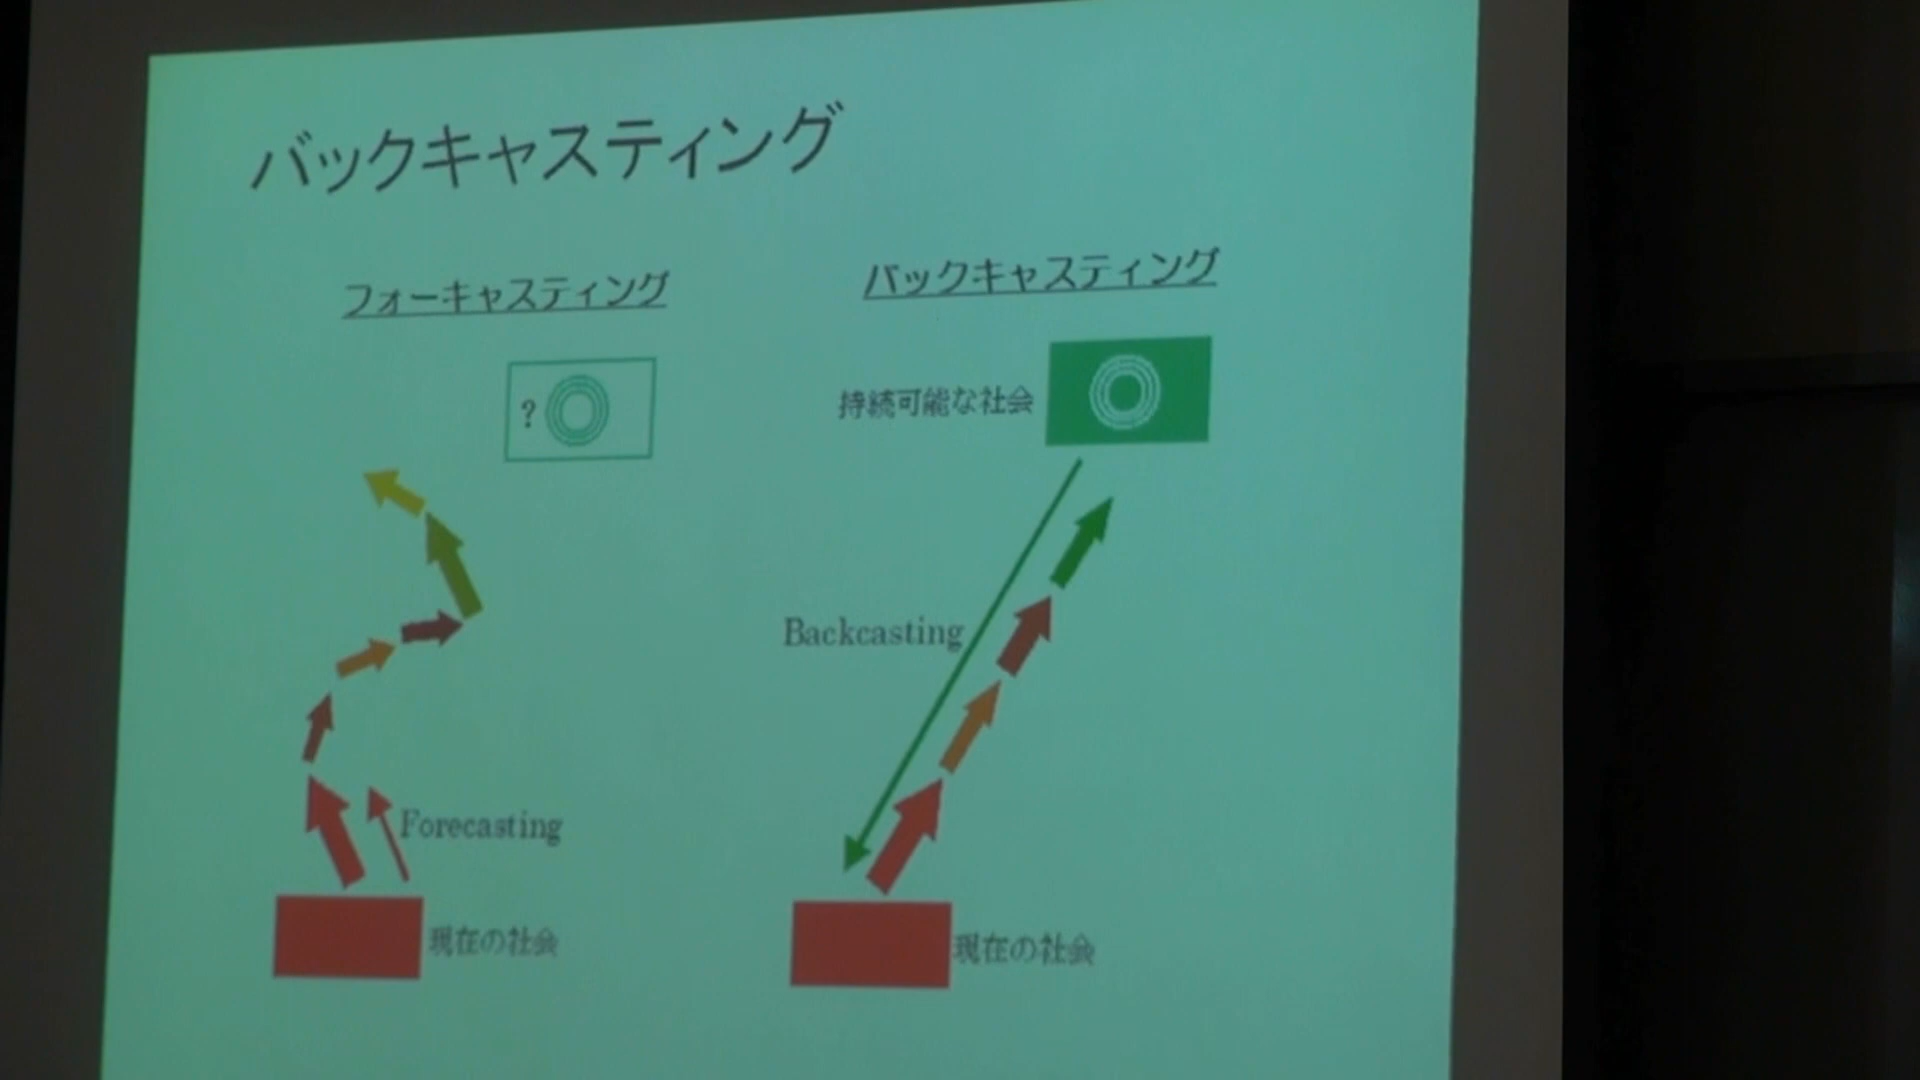 バックキャスティング
フォーキャスティング
バックキャスティング
?
持続可能な社会
Backcasting
Forecasting
現在の社会
現在の社会